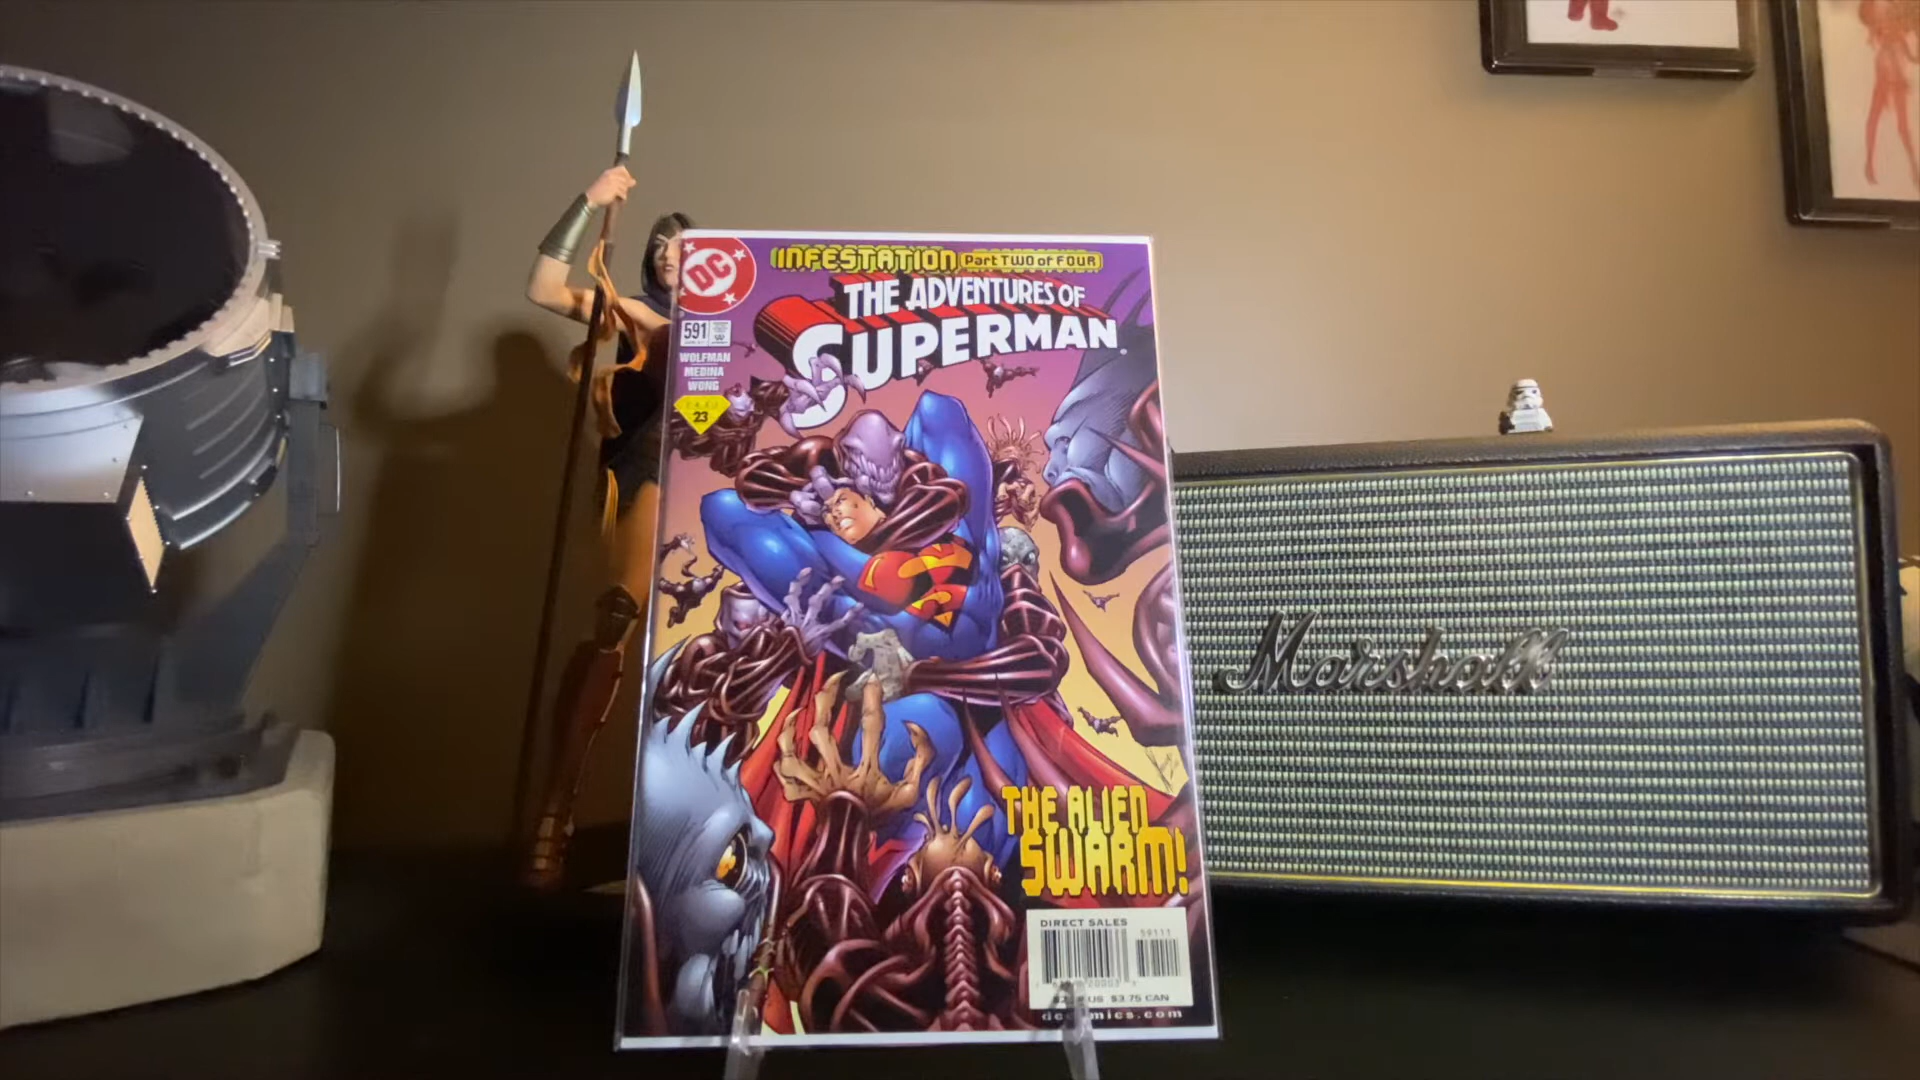 DC
INFESTATION PART TWO OF FOUR
THE ADVENTURES OF
SUPERMAN
591
WOLFMAN
MEDINA
WONG
23
THE ALIEN
SWARM!
DIRECT SALES
59111
$3.75 CAN
Marshall